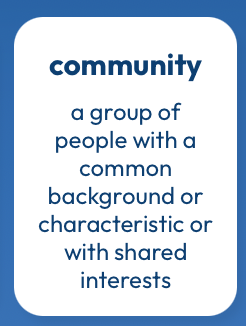 community
a group of
people with a
common
background or
characteristic or
with shared
interests